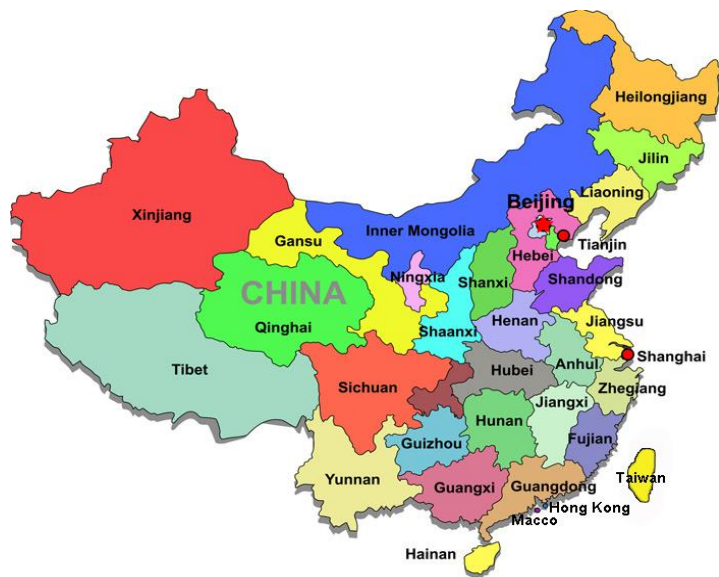 Heilongjiang
Jilin
Liaoning
Beijing
Xinjiang
Inner Mongolia
Gansu
Tianjin
Hebei
Ningxia
Shanxi
Shandong
CHINA
Qinghai
Henan
Jiangsu
Shaanxi
Shanghai
Tibet
Hubei
Anhul
Sichuan
Zhegiang
Jiangxi
Hunan
Guizhou
Fujian
Yunnan
Guangxi
Guangdong
Taiwan
Hong Kong
Macco
Hainan